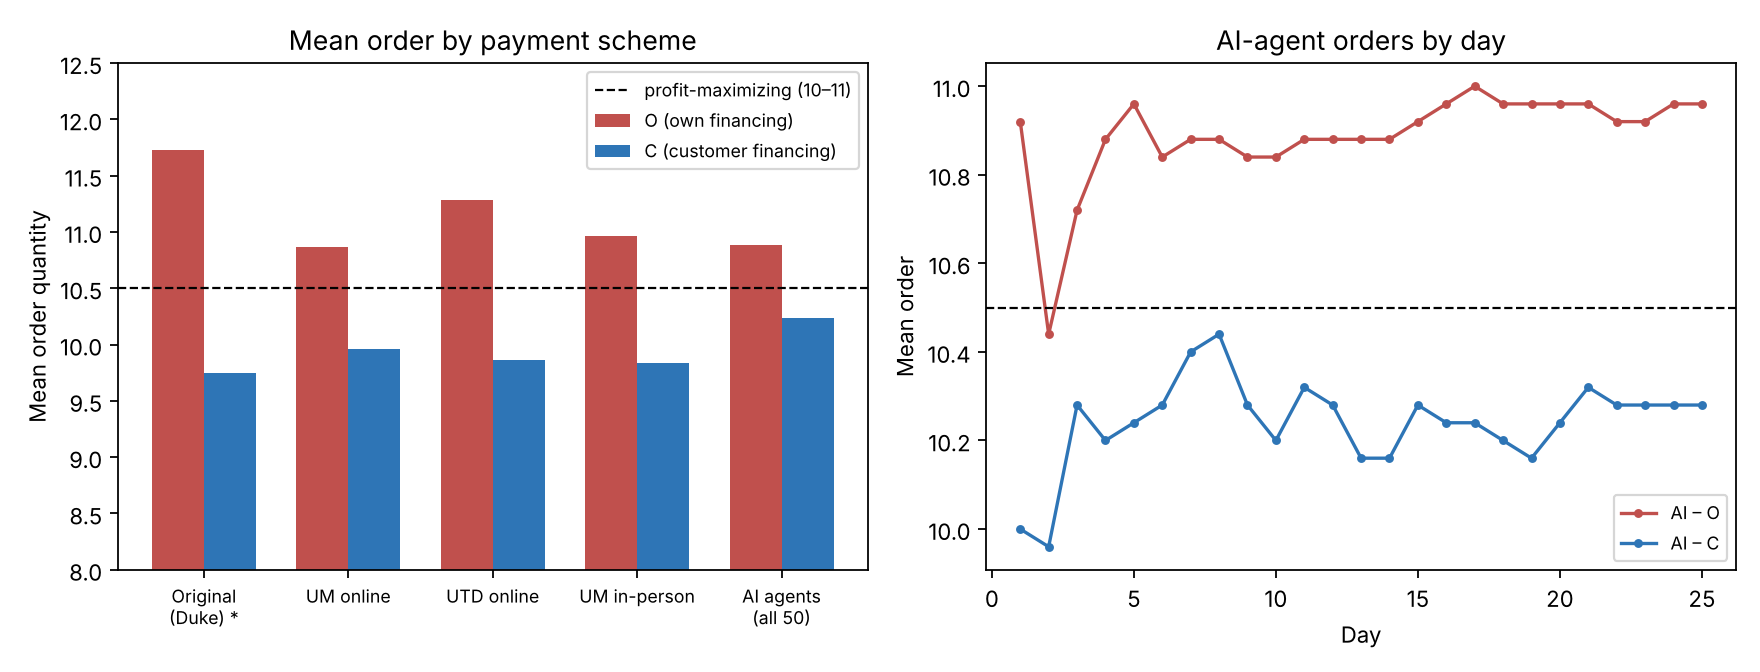 Mean order by payment scheme
Mean order quantity
12.5
12.0
11.5
11.0
10.5
10.0
9.5
9.0
8.5
8.0
profit-maximizing (10–11)
O (own financing)
C (customer financing)
Original
(Duke) *
UM online
UTD online
UM in-person
AI agents
(all 50)
AI-agent orders by day
Mean order
11.0
10.8
10.6
10.4
10.2
10.0
AI – O
AI – C
0
5
10
15
20
25
Day